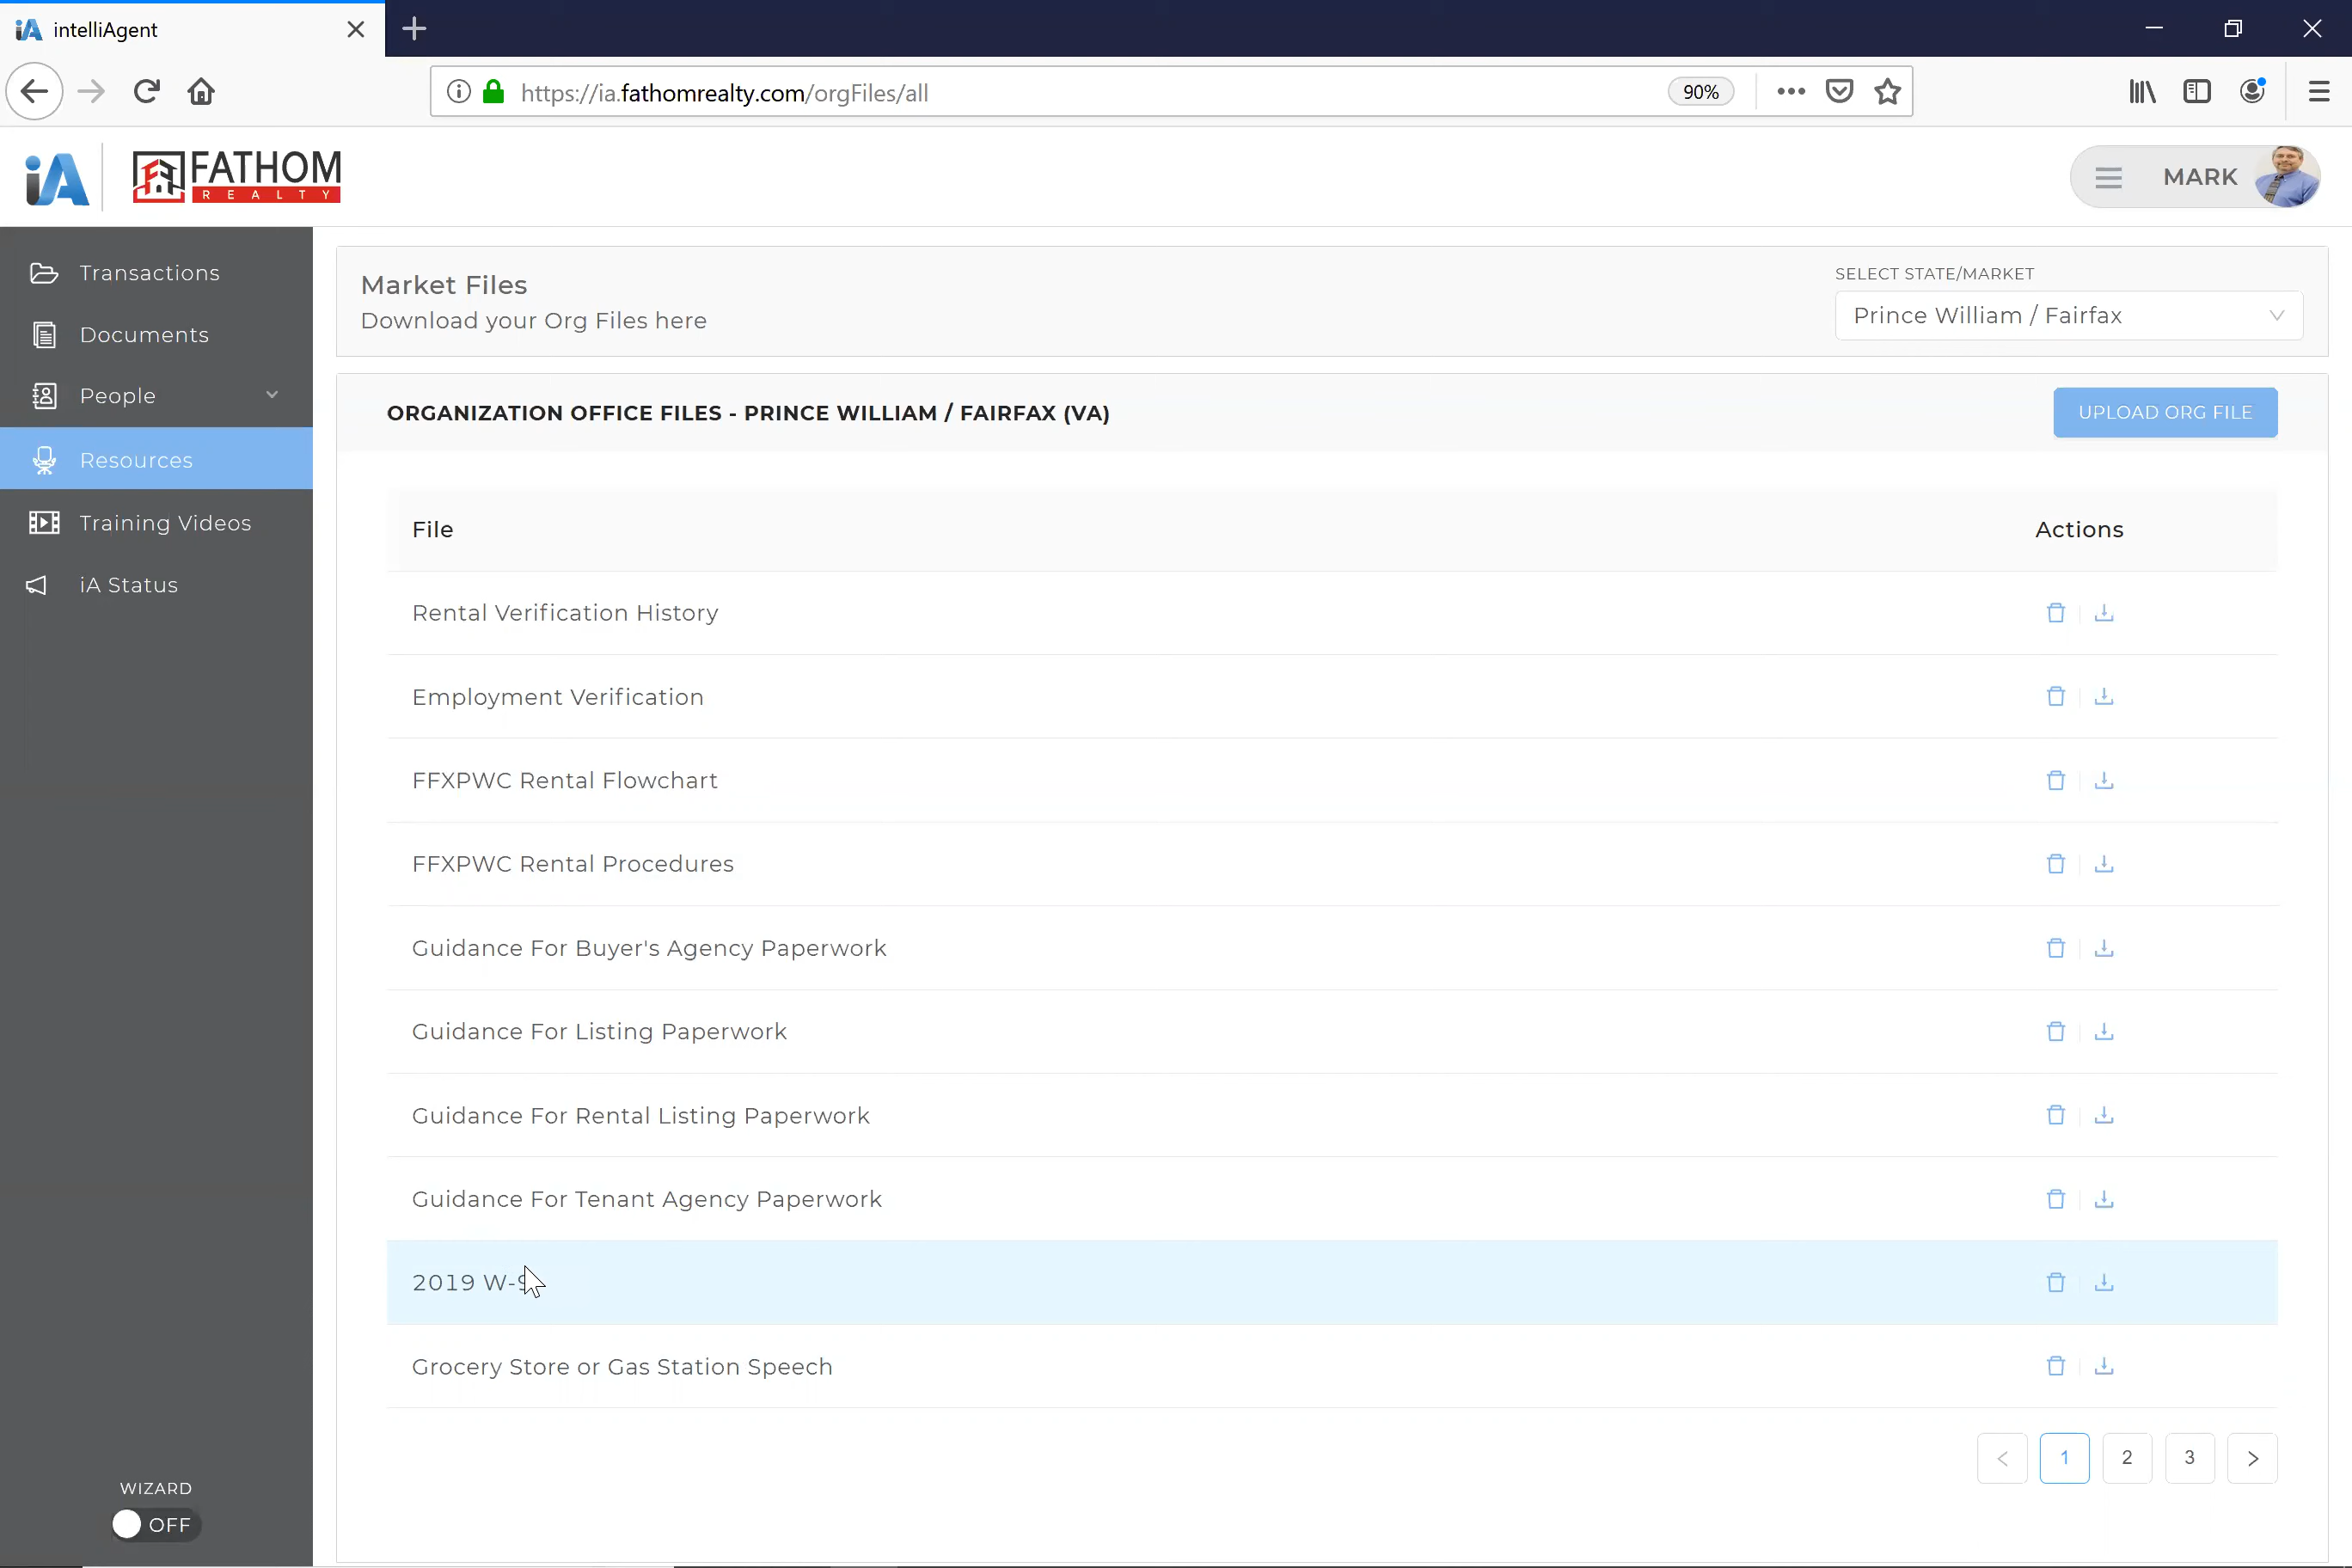 iA intelliAgent
https://ia.fathomrealty.com/orgFiles/all
90%
iA
FATHOM
REALTY
MARK
Transactions
Documents
People
Resources
Training Videos
iA Status
WIZARD
OFF
Market Files
Download your Org Files here
SELECT STATE/MARKET
Prince William / Fairfax
ORGANIZATION OFFICE FILES - PRINCE WILLIAM / FAIRFAX (VA)
UPLOAD ORG FILE
File Actions
Rental Verification History
Employment Verification
FFXPWC Rental Flowchart
FFXPWC Rental Procedures
Guidance For Buyer's Agency Paperwork
Guidance For Listing Paperwork
Guidance For Rental Listing Paperwork
Guidance For Tenant Agency Paperwork
2019 W-9
Grocery Store or Gas Station Speech
< 1 2 3 >